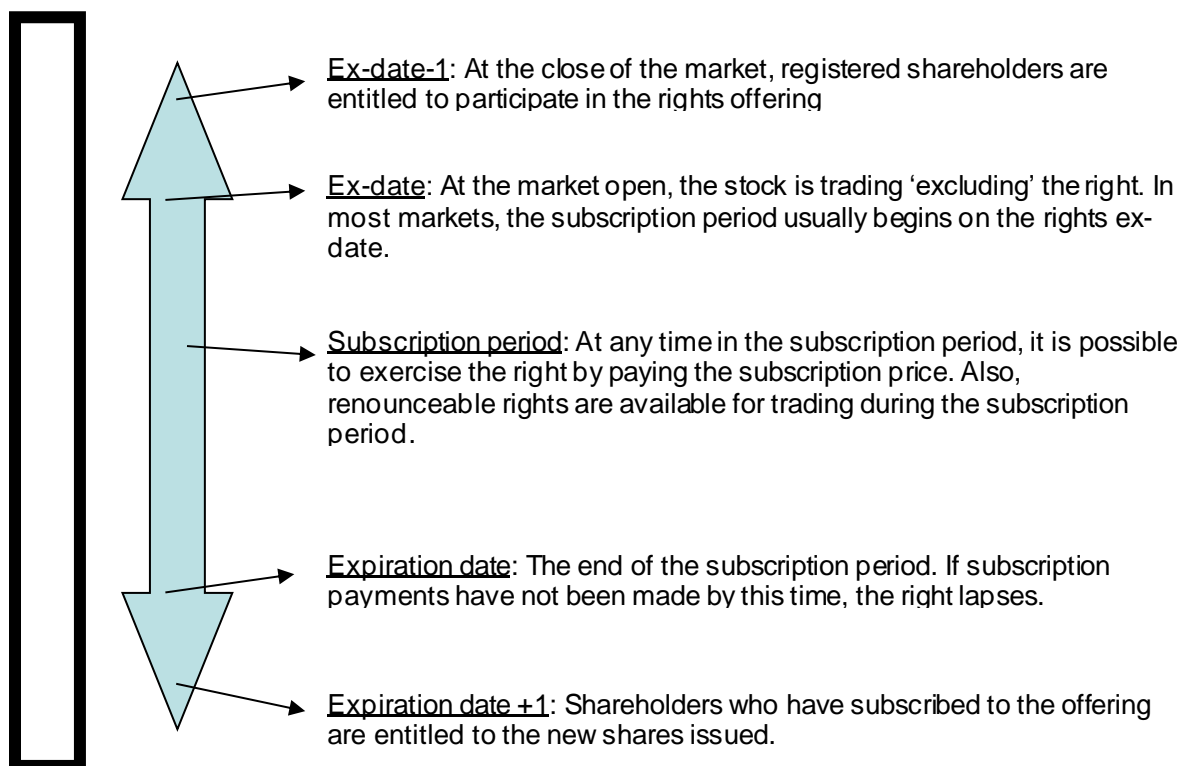 Ex-date-1: At the close of the market, registered shareholders are
entitled to participate in the rights offering
Ex-date: At the market open, the stock is trading ‘excluding’ the right. In
most markets, the subscription period usually begins on the rights ex-
date.
Subscription period: At any time in the subscription period, it is possible
to exercise the right by paying the subscription price. Also,
renounceable rights are available for trading during the subscription
period.
Expiration date: The end of the subscription period. If subscription
payments have not been made by this time, the right lapses.
Expiration date +1: Shareholders who have subscribed to the offering
are entitled to the new shares issued.